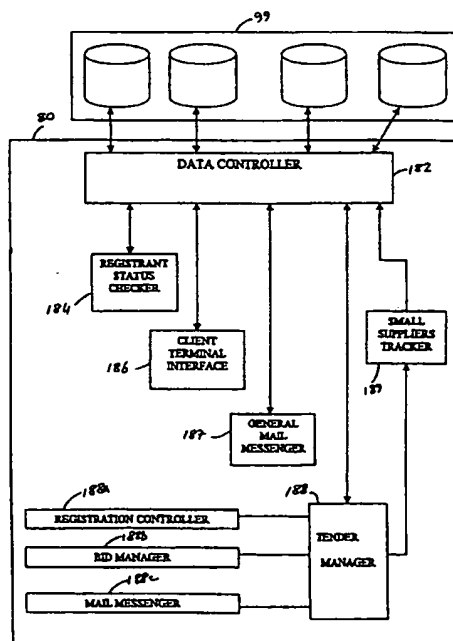 99
80
DATA CONTROLLER
182
REGISTRANT
STATUS
CHECKER
184
CLIENT
TERMINAL
INTERFACE
186
SMALL
SUPPLIERS
TRACKER
189
GENERAL
MAIL
MESSENGER
187
188
188a
REGISTRATION CONTROLLER
188b
BID MANAGER
188c
MAIL MESSENGER
TENDER
MANAGER